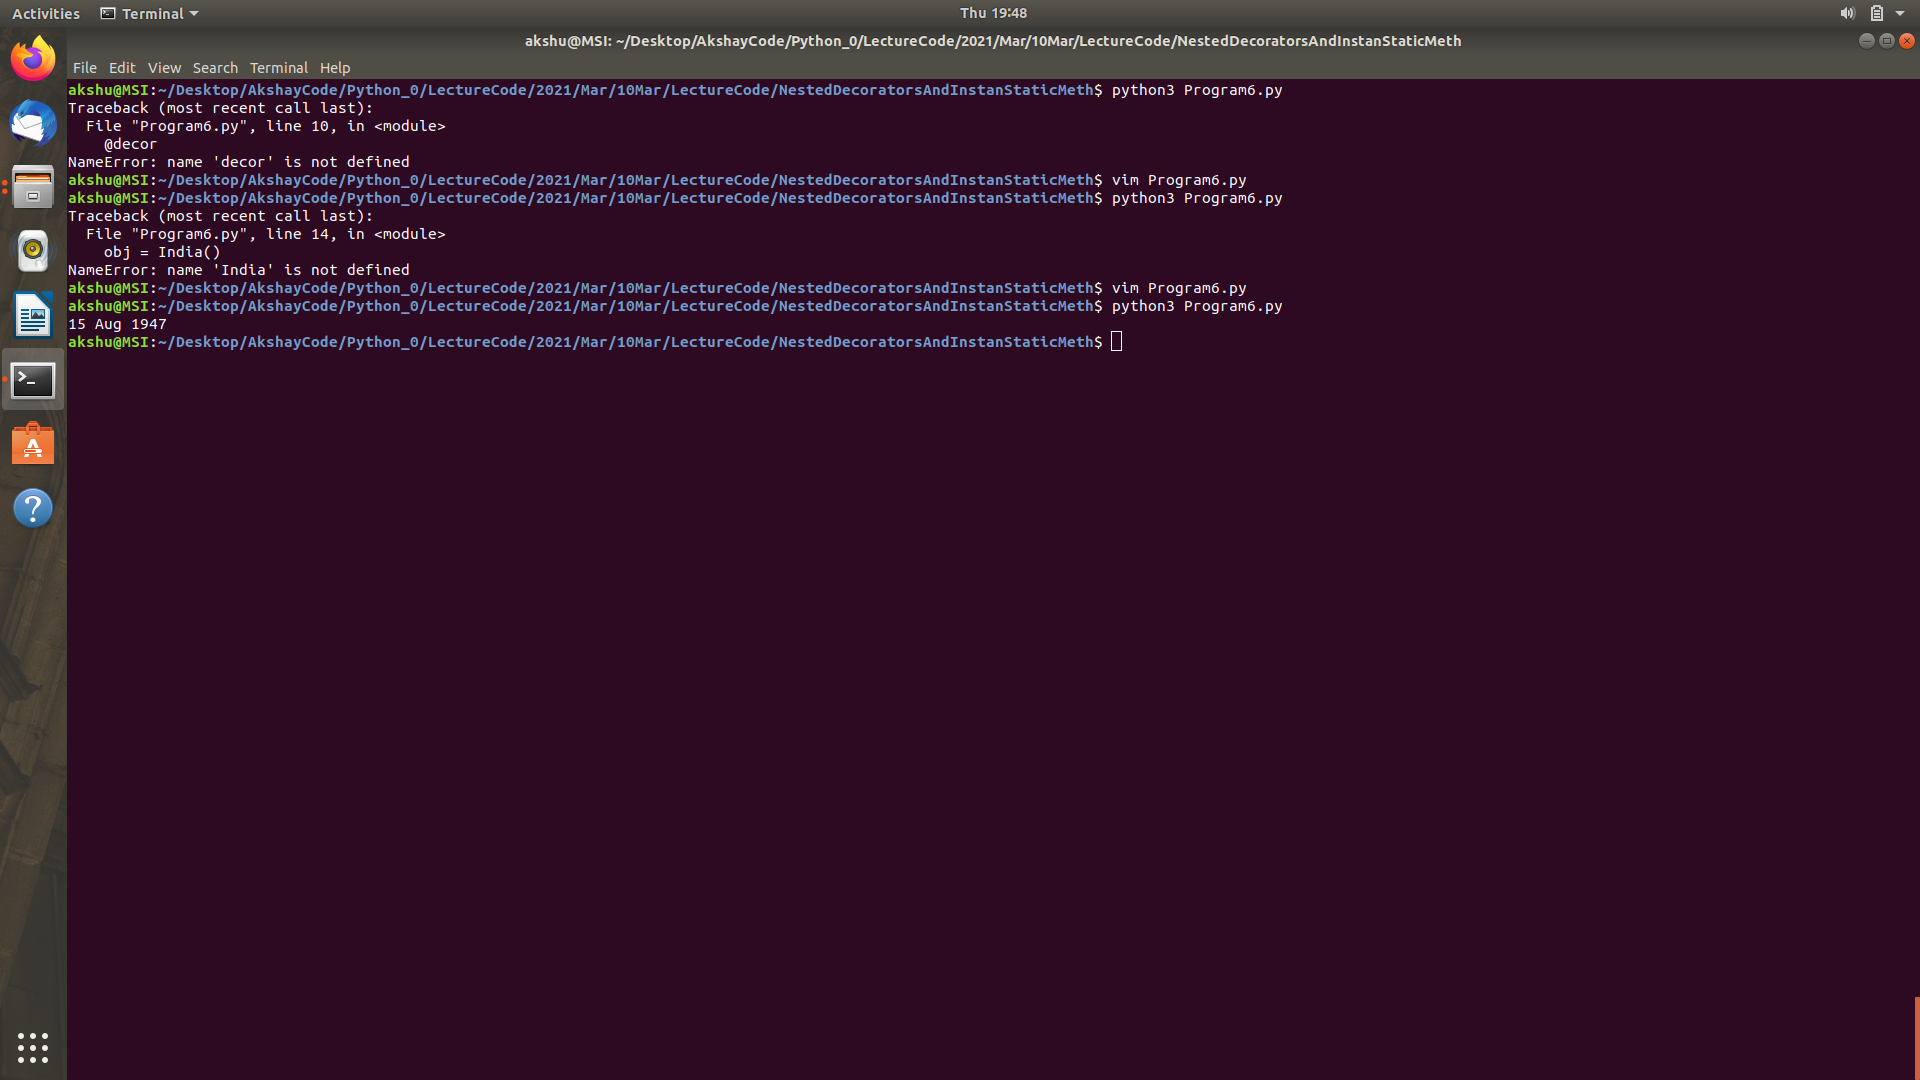 Activities Terminal Thu 19:48
akshu@MSI: ~/Desktop/AkshayCode/Python_0/LectureCode/2021/Mar/10Mar/LectureCode/NestedDecoratorsAndInstanStaticMeth
File Edit View Search Terminal Help
akshu@MSI:~/Desktop/AkshayCode/Python_0/LectureCode/2021/Mar/10Mar/LectureCode/NestedDecoratorsAndInstanStaticMeth$ python3 Program6.py
Traceback (most recent call last):
  File "Program6.py", line 10, in <module>
    @decor
NameError: name 'decor' is not defined
akshu@MSI:~/Desktop/AkshayCode/Python_0/LectureCode/2021/Mar/10Mar/LectureCode/NestedDecoratorsAndInstanStaticMeth$ vim Program6.py
akshu@MSI:~/Desktop/AkshayCode/Python_0/LectureCode/2021/Mar/10Mar/LectureCode/NestedDecoratorsAndInstanStaticMeth$ python3 Program6.py
Traceback (most recent call last):
  File "Program6.py", line 14, in <module>
    obj = India()
NameError: name 'India' is not defined
akshu@MSI:~/Desktop/AkshayCode/Python_0/LectureCode/2021/Mar/10Mar/LectureCode/NestedDecoratorsAndInstanStaticMeth$ vim Program6.py
akshu@MSI:~/Desktop/AkshayCode/Python_0/LectureCode/2021/Mar/10Mar/LectureCode/NestedDecoratorsAndInstanStaticMeth$ python3 Program6.py
15 Aug 1947
akshu@MSI:~/Desktop/AkshayCode/Python_0/LectureCode/2021/Mar/10Mar/LectureCode/NestedDecoratorsAndInstanStaticMeth$